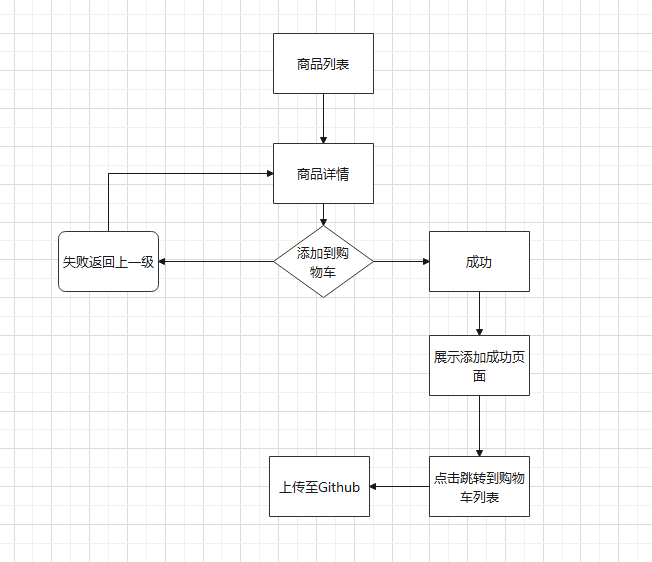 商品列表
商品详情
添加到购
物车
失败返回上一级
成功
展示添加成功页
面
点击跳转到购物
车列表
上传至Github